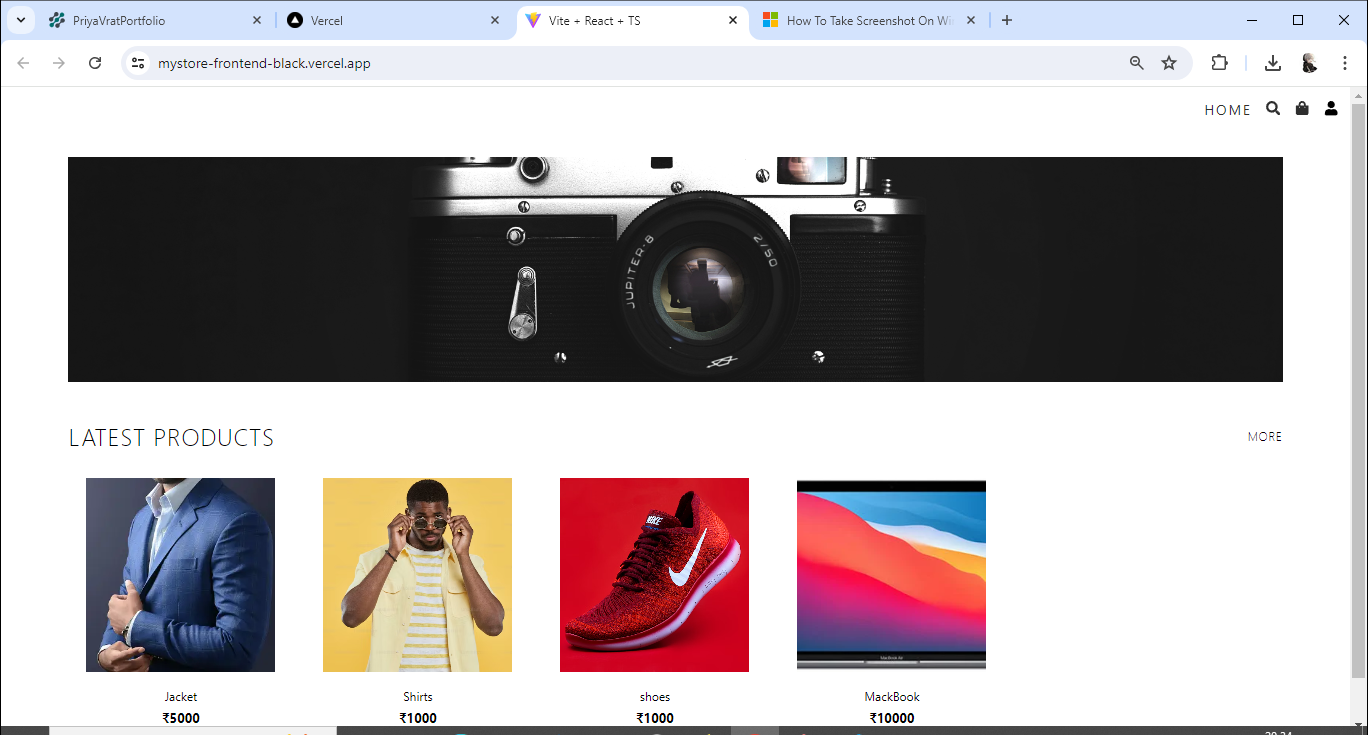 PriyaVratPortfolio
Vercel
Vite + React + TS
How To Take Screenshot On Wi
mystore-frontend-black.vercel.app
HOME
JUPITER-8
2/50
LATEST PRODUCTS
MORE
NIKE
MacBook Air
Jacket
Shirts
shoes
MackBook
₹5000
₹1000
₹1000
₹10000